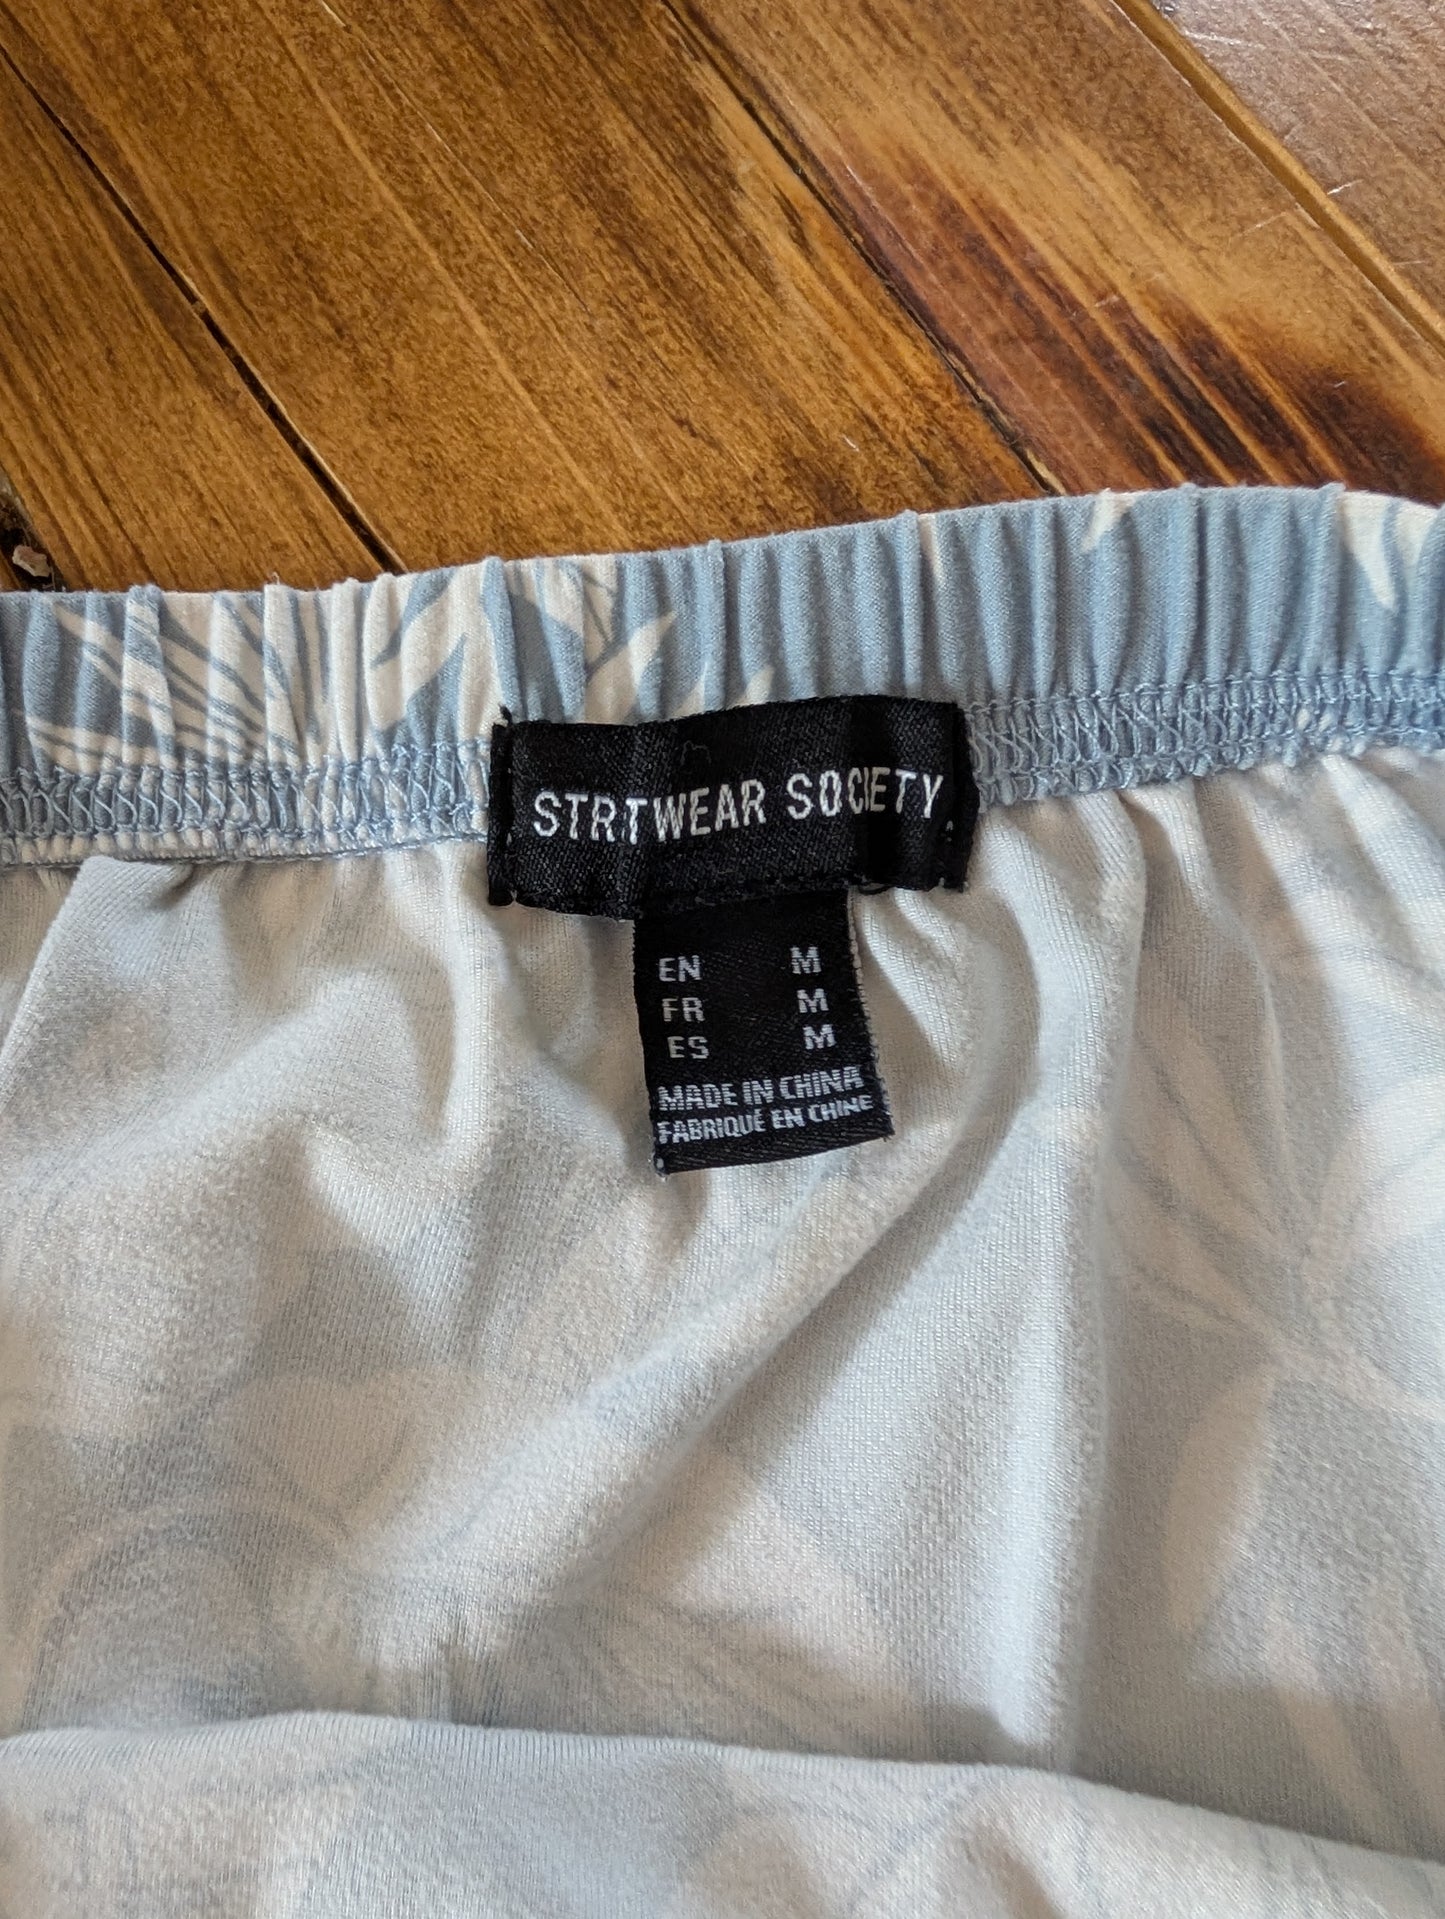 STRTWEAR SOCIETY
EN M
FR M
ES M
MADE IN CHINA
FABRIQUÉ EN CHINE